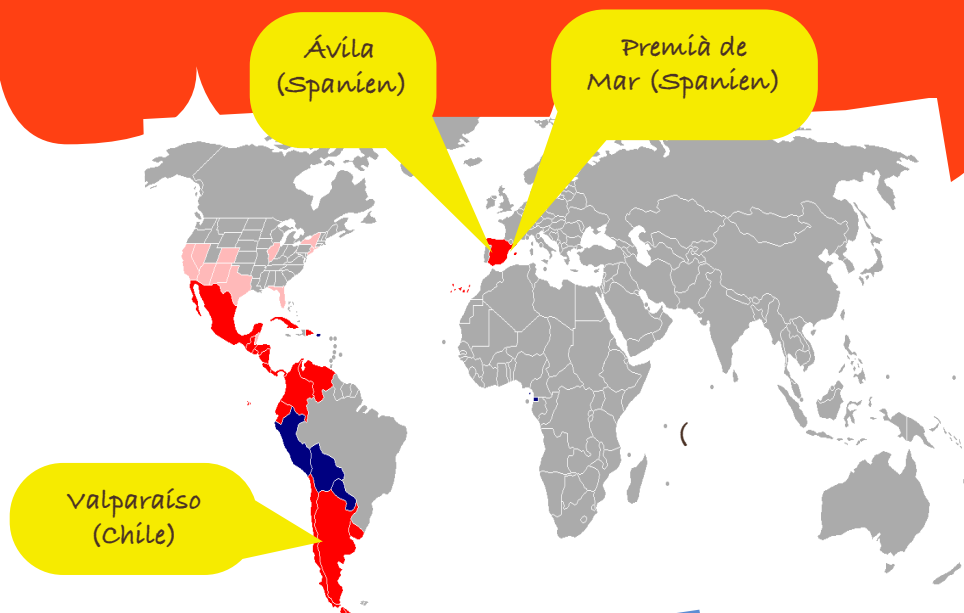 Ávila
(Spanien)
Premià de
Mar (Spanien)
(
Valparaíso
(Chile)